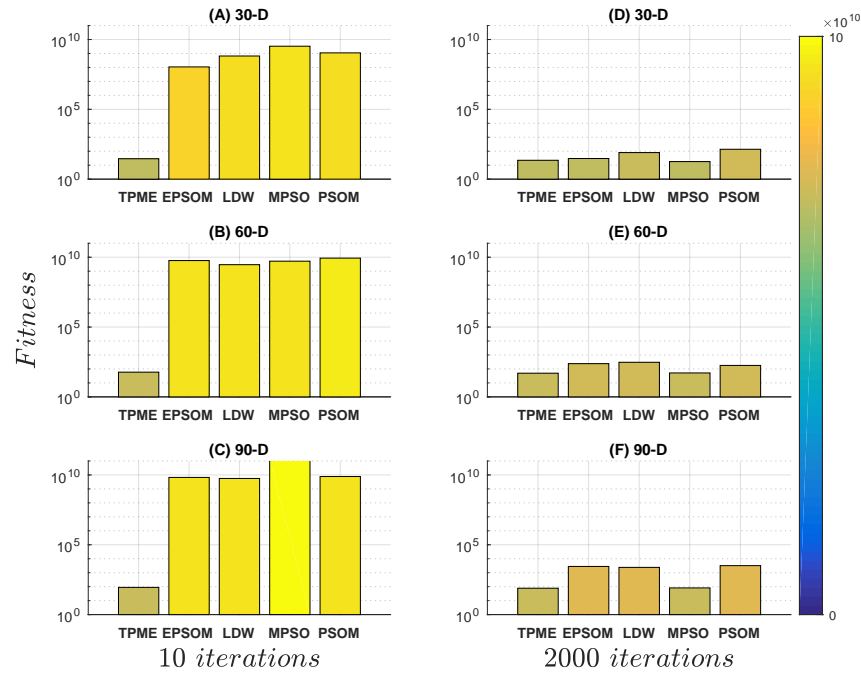 (A) 30-D
10^10
10^5
10^0
TPME EPSOM LDW MPSO PSOM
(B) 60-D
10^10
10^5
10^0
TPME EPSOM LDW MPSO PSOM
(C) 90-D
10^10
10^5
10^0
TPME EPSOM LDW MPSO PSOM
10 iterations
Fitness
(D) 30-D
10^10
10^5
10^0
TPME EPSOM LDW MPSO PSOM
(E) 60-D
10^10
10^5
10^0
TPME EPSOM LDW MPSO PSOM
(F) 90-D
10^10
10^5
10^0
TPME EPSOM LDW MPSO PSOM
2000 iterations
×10^10
10
0